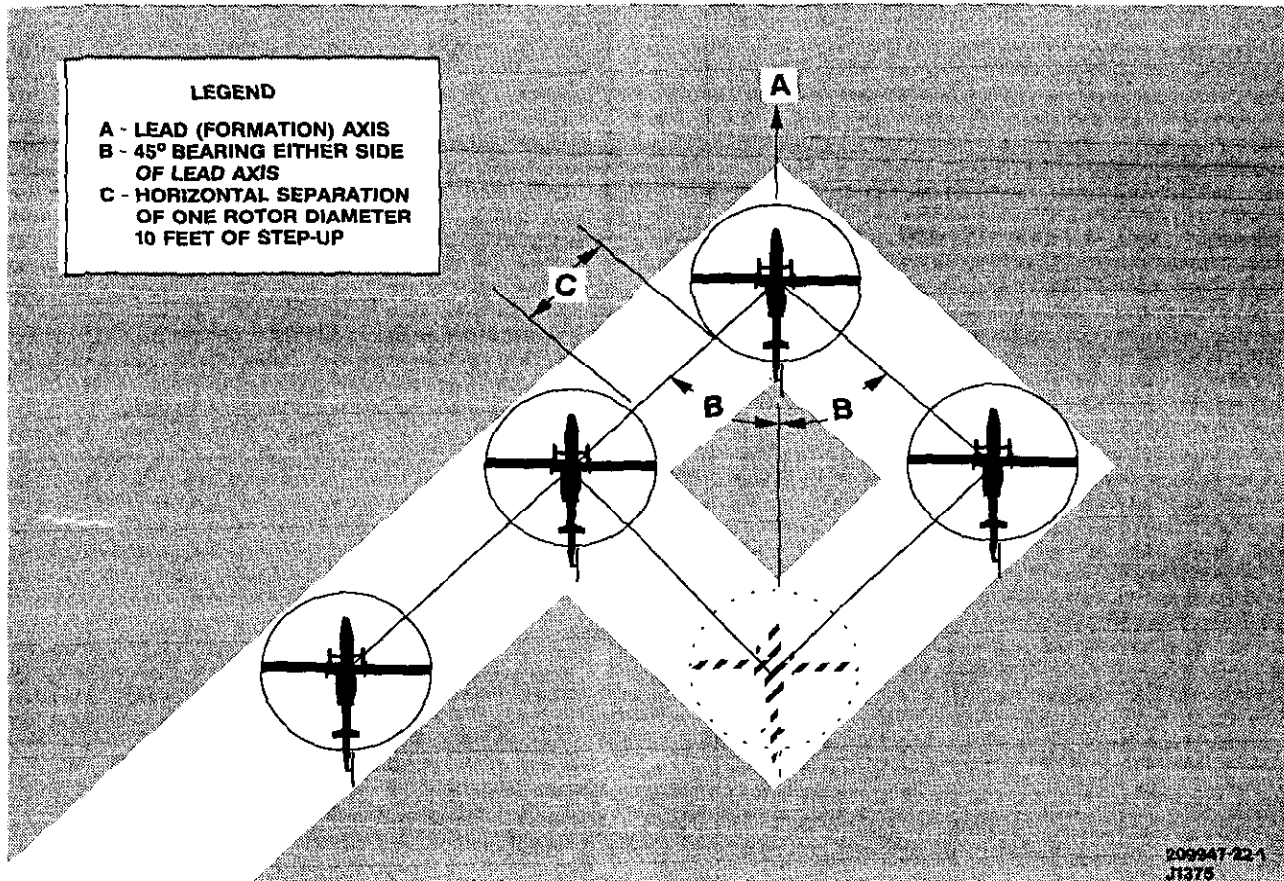 LEGEND
A - LEAD (FORMATION) AXIS
B - 45° BEARING EITHER SIDE
OF LEAD AXIS
C - HORIZONTAL SEPARATION
OF ONE ROTOR DIAMETER
10 FEET OF STEP-UP
A
C
B
B
209947-22-1
J1375